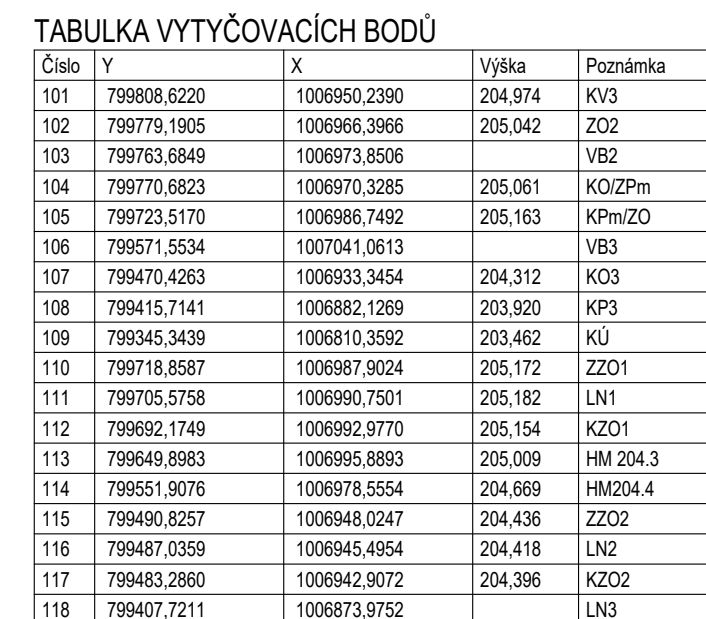 TABULKA VYTYČOVACÍCH BODŮ
Číslo Y X Výška Poznámka
101 799808,6220 1006950,2390 204,974 KV3
102 799779,1905 1006966,3966 205,042 ZO2
103 799763,6849 1006973,8506 VB2
104 799770,6823 1006970,3285 205,061 KO/ZPm
105 799723,5170 1006986,7492 205,163 KPm/ZO
106 799571,5534 1007041,0613 VB3
107 799470,4263 1006933,3454 204,312 KO3
108 799415,7141 1006882,1269 203,920 KP3
109 799345,3439 1006810,3592 203,462 KÚ
110 799718,8587 1006987,9024 205,172 ZZO1
111 799705,5758 1006990,7501 205,182 LN1
112 799692,1749 1006992,9770 205,154 KZO1
113 799649,8983 1006995,8893 205,009 HM 204.3
114 799551,9076 1006978,5554 204,669 HM204.4
115 799490,8257 1006948,0247 204,436 ZZO2
116 799487,0359 1006945,4954 204,418 LN2
117 799483,2860 1006942,9072 204,396 KZO2
118 799407,7211 1006873,9752 LN3